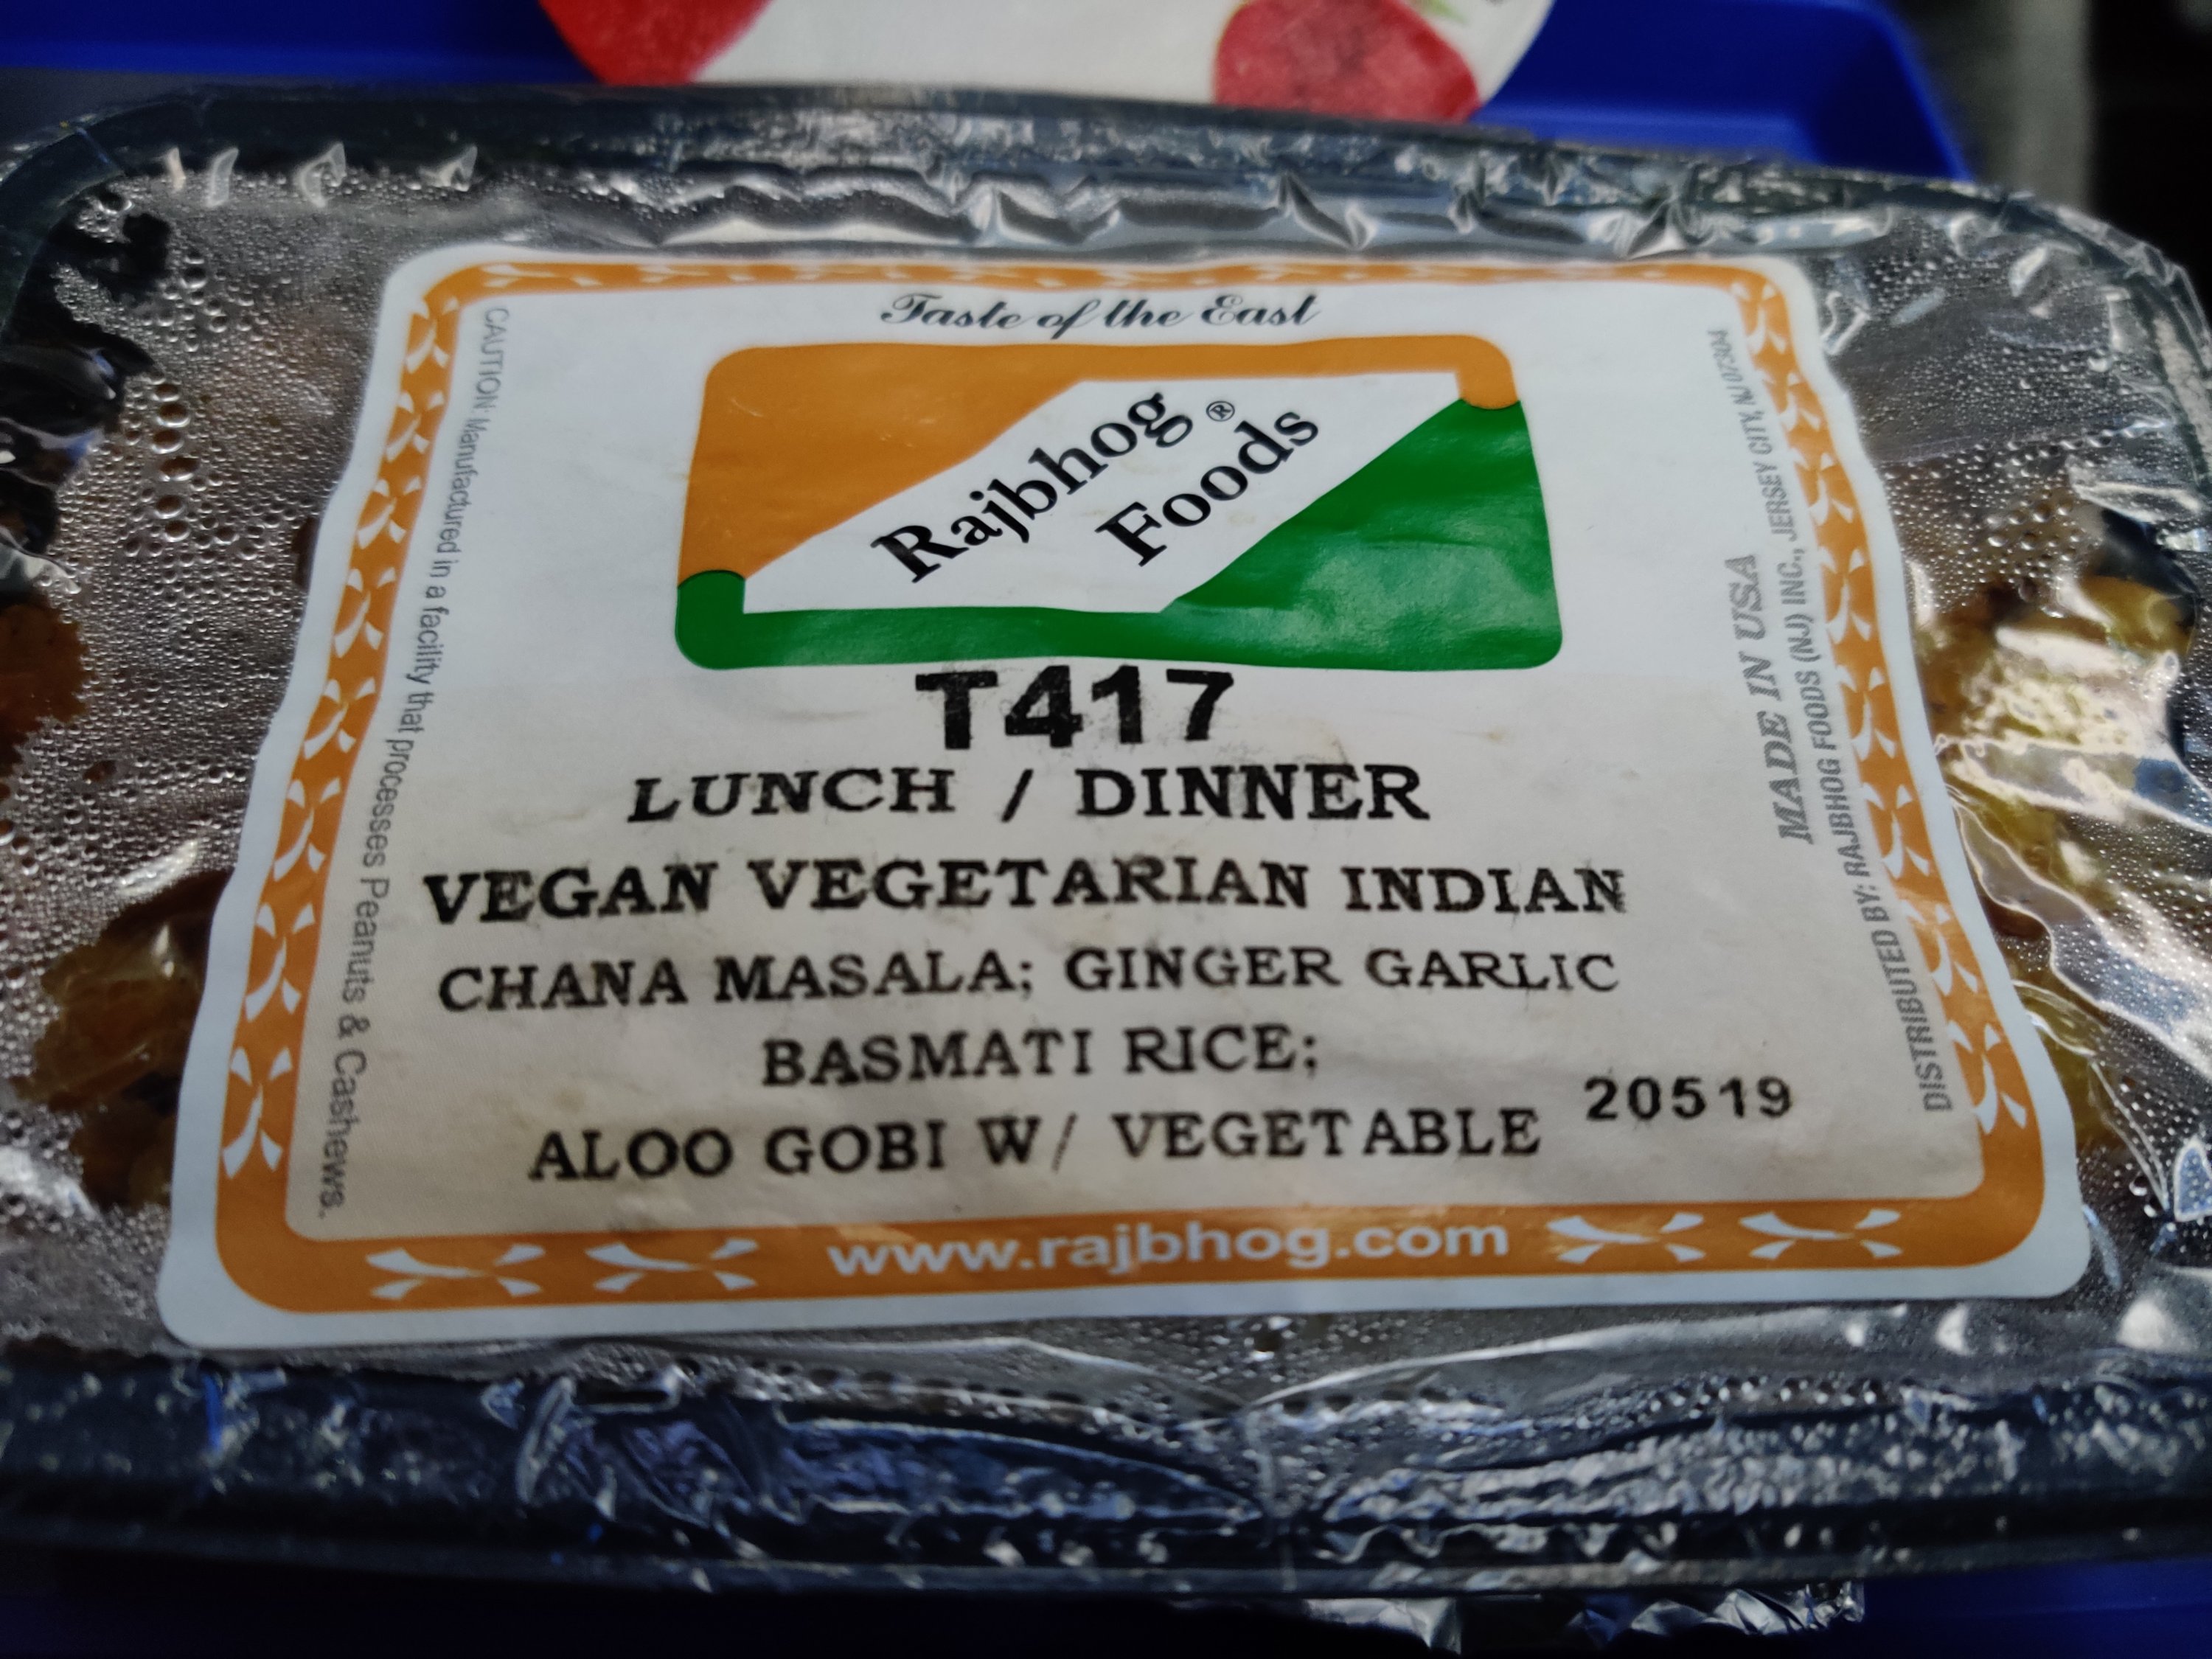 Taste of the East
Rajbhog®
Foods
T417
LUNCH / DINNER
VEGAN VEGETARIAN INDIAN
CHANA MASALA; GINGER GARLIC
BASMATI RICE;
ALOO GOBI W/ VEGETABLE
20519
www.rajbhog.com
CAUTION: Manufactured in a facility that processes Peanuts & Cashews.
MADE IN USA
DISTRIBUTED BY: RAJBHOG FOODS (NJ) INC., JERSEY CITY, NJ